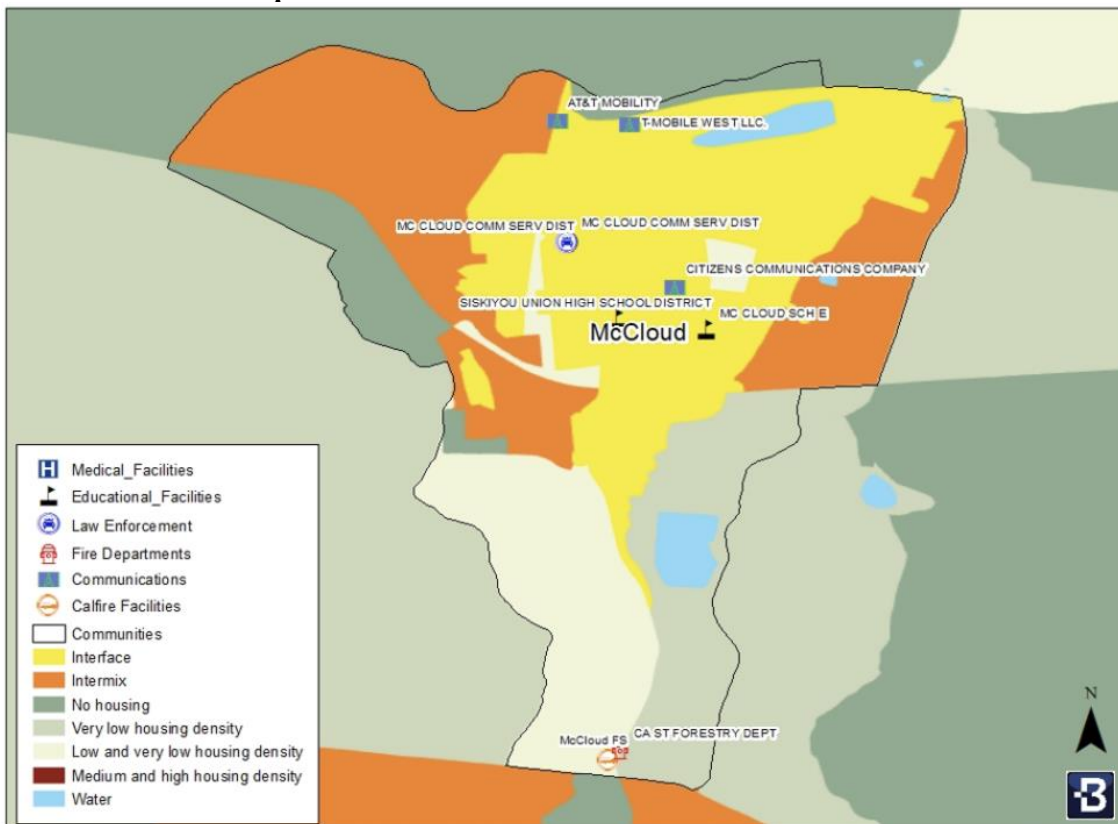 AT&T MOBILITY
T-MOBILE WEST LLC.
MC CLOUD COMM SERV DIST
MC CLOUD COMM SERV DIST
CITIZENS COMMUNICATIONS COMPANY
SISKIYOU UNION HIGH SCHOOL DISTRICT
MC CLOUD SCH E
McCloud
McCloud FS
CA ST FORESTRY DEPT
H Medical_Facilities
Educational_Facilities
Law Enforcement
Fire Departments
Communications
Calfire Facilities
Communities
Interface
Intermix
No housing
Very low housing density
Low and very low housing density
Medium and high housing density
Water
N
B